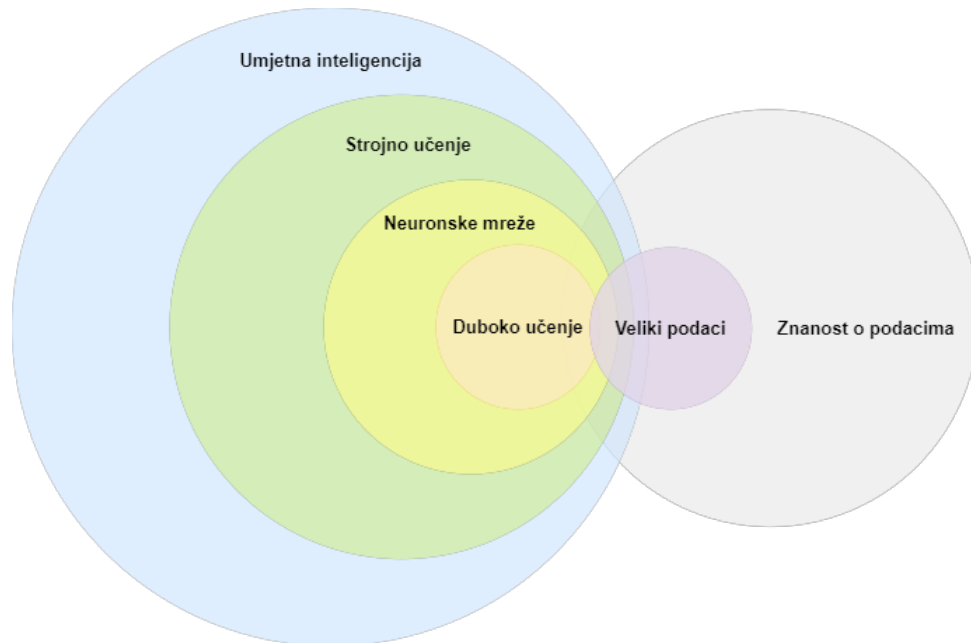 Umjetna inteligencija
Strojno učenje
Neuronske mreže
Duboko učenje
Veliki podaci
Znanost o podacima